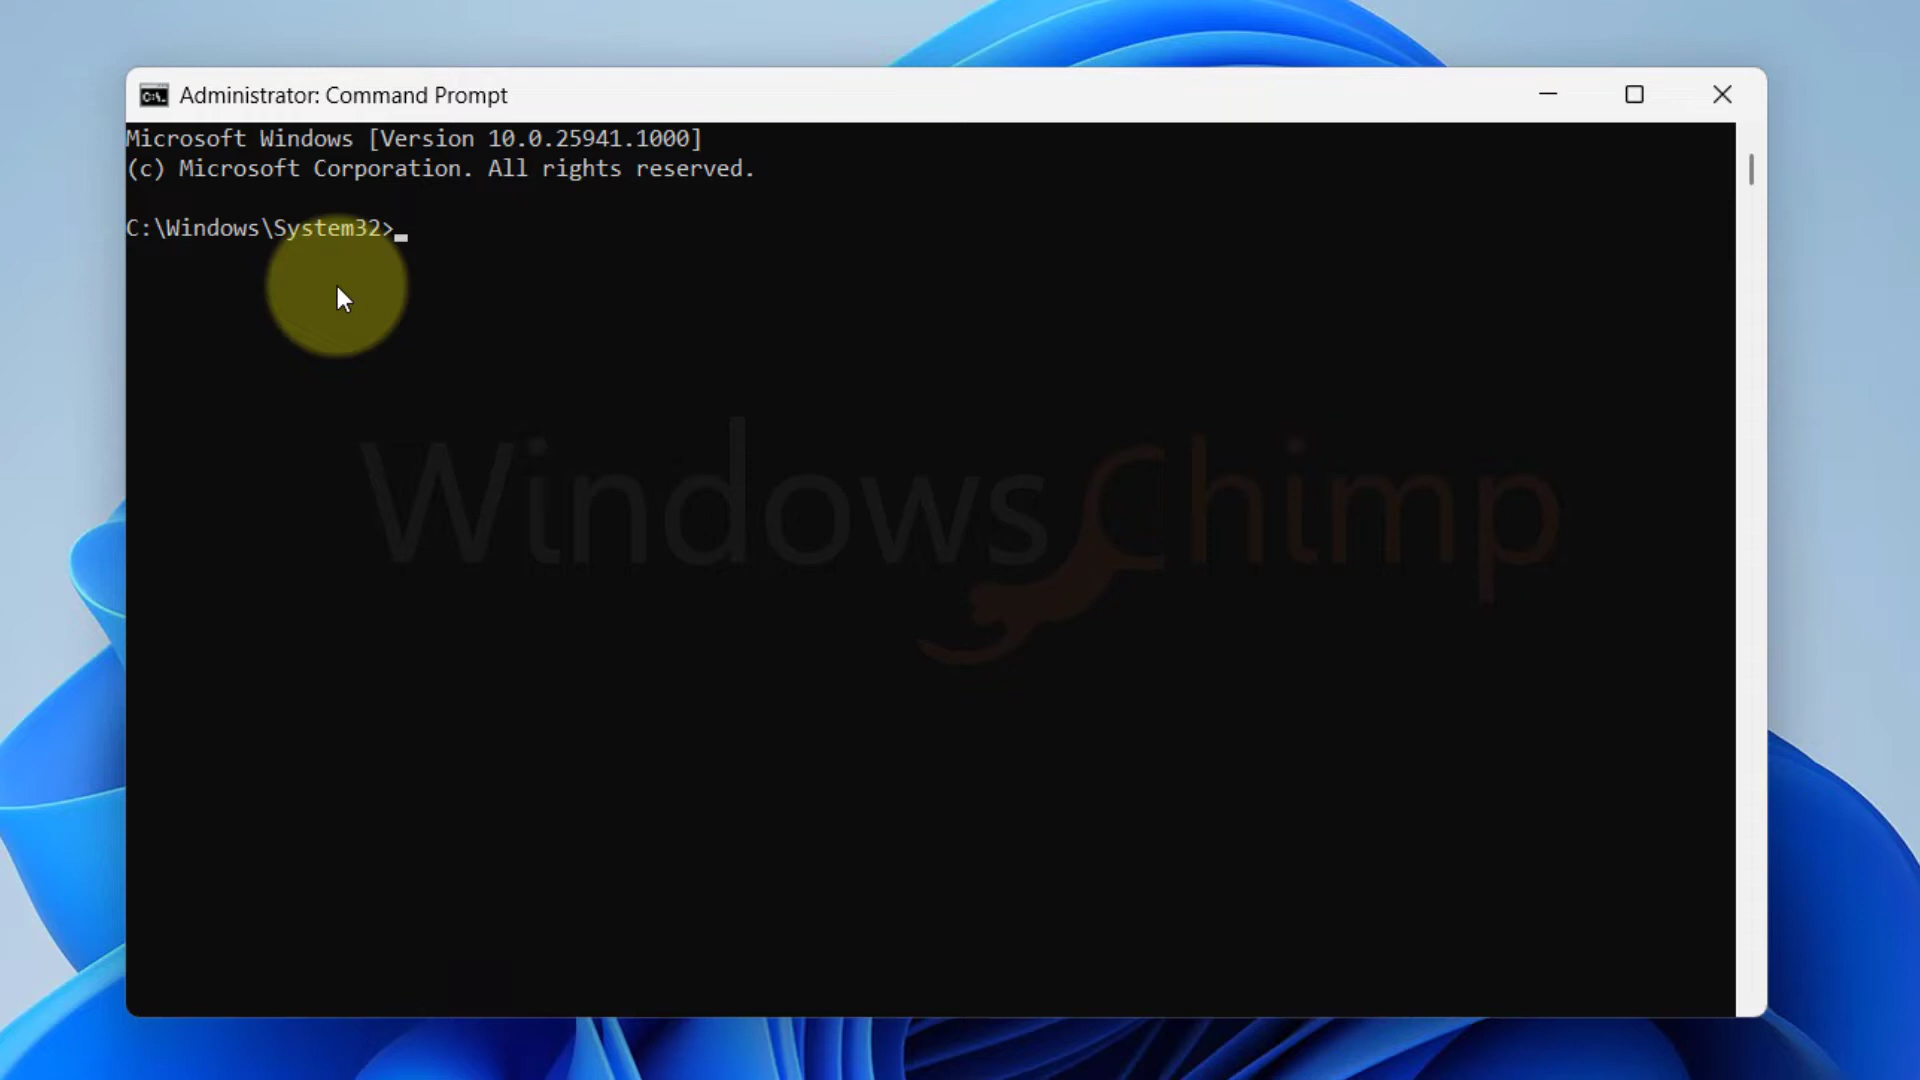 Administrator: Command Prompt
Microsoft Windows [Version 10.0.25941.1000]
(c) Microsoft Corporation. All rights reserved.
C:\Windows\System32>
WindowsChimp